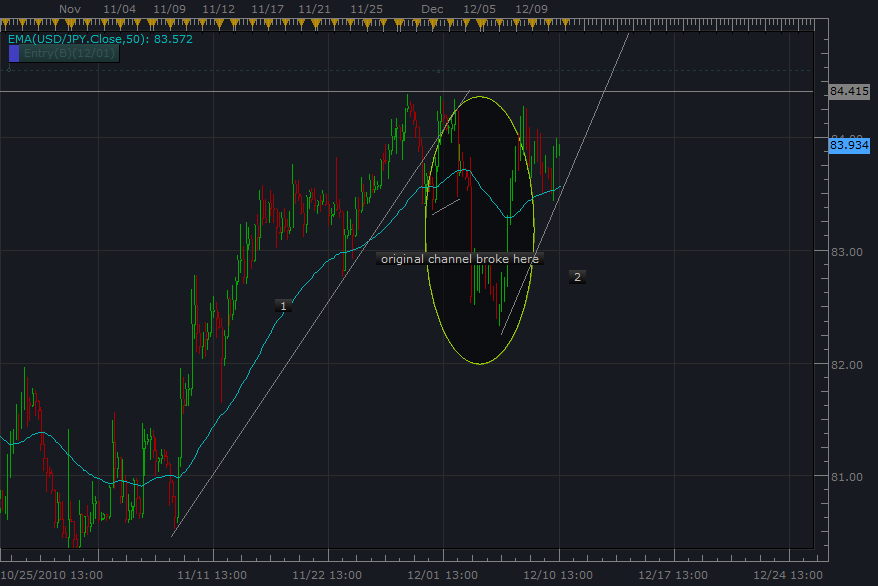 Nov 11/04 11/09 11/12 11/17 11/21 11/25 Dec 12/05 12/09
EMA(USD/JPY.Close,50): 83.572
Entry(B)(12/01)
84.415
83.934
83.00
original channel broke here
2
1
82.00
81.00
10/25/2010 13:00 11/11 13:00 11/22 13:00 12/01 13:00 12/10 13:00 12/17 13:00 12/24 13:00